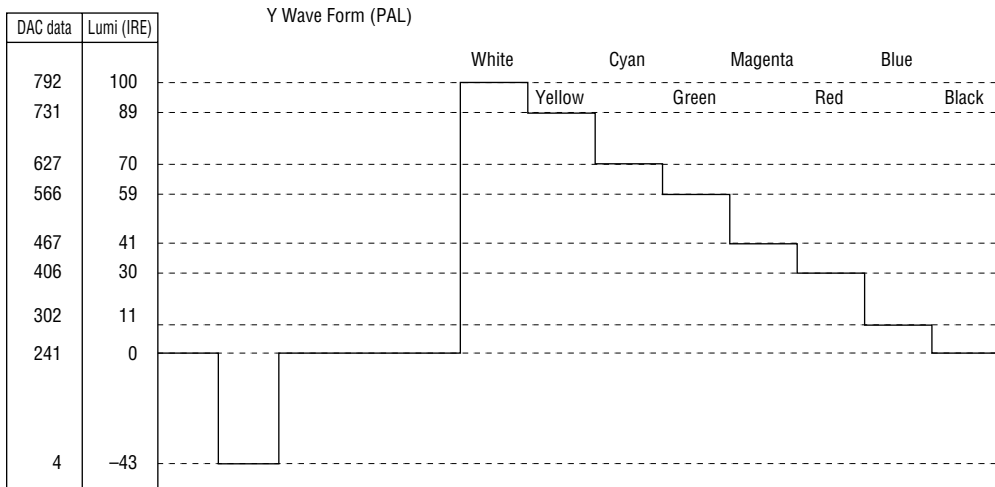 Y Wave Form (PAL)
DAC data Lumi (IRE)
White Cyan Magenta Blue
792 100
Yellow Green Red Black
731 89
627 70
566 59
467 41
406 30
302 11
241 0
4 –43